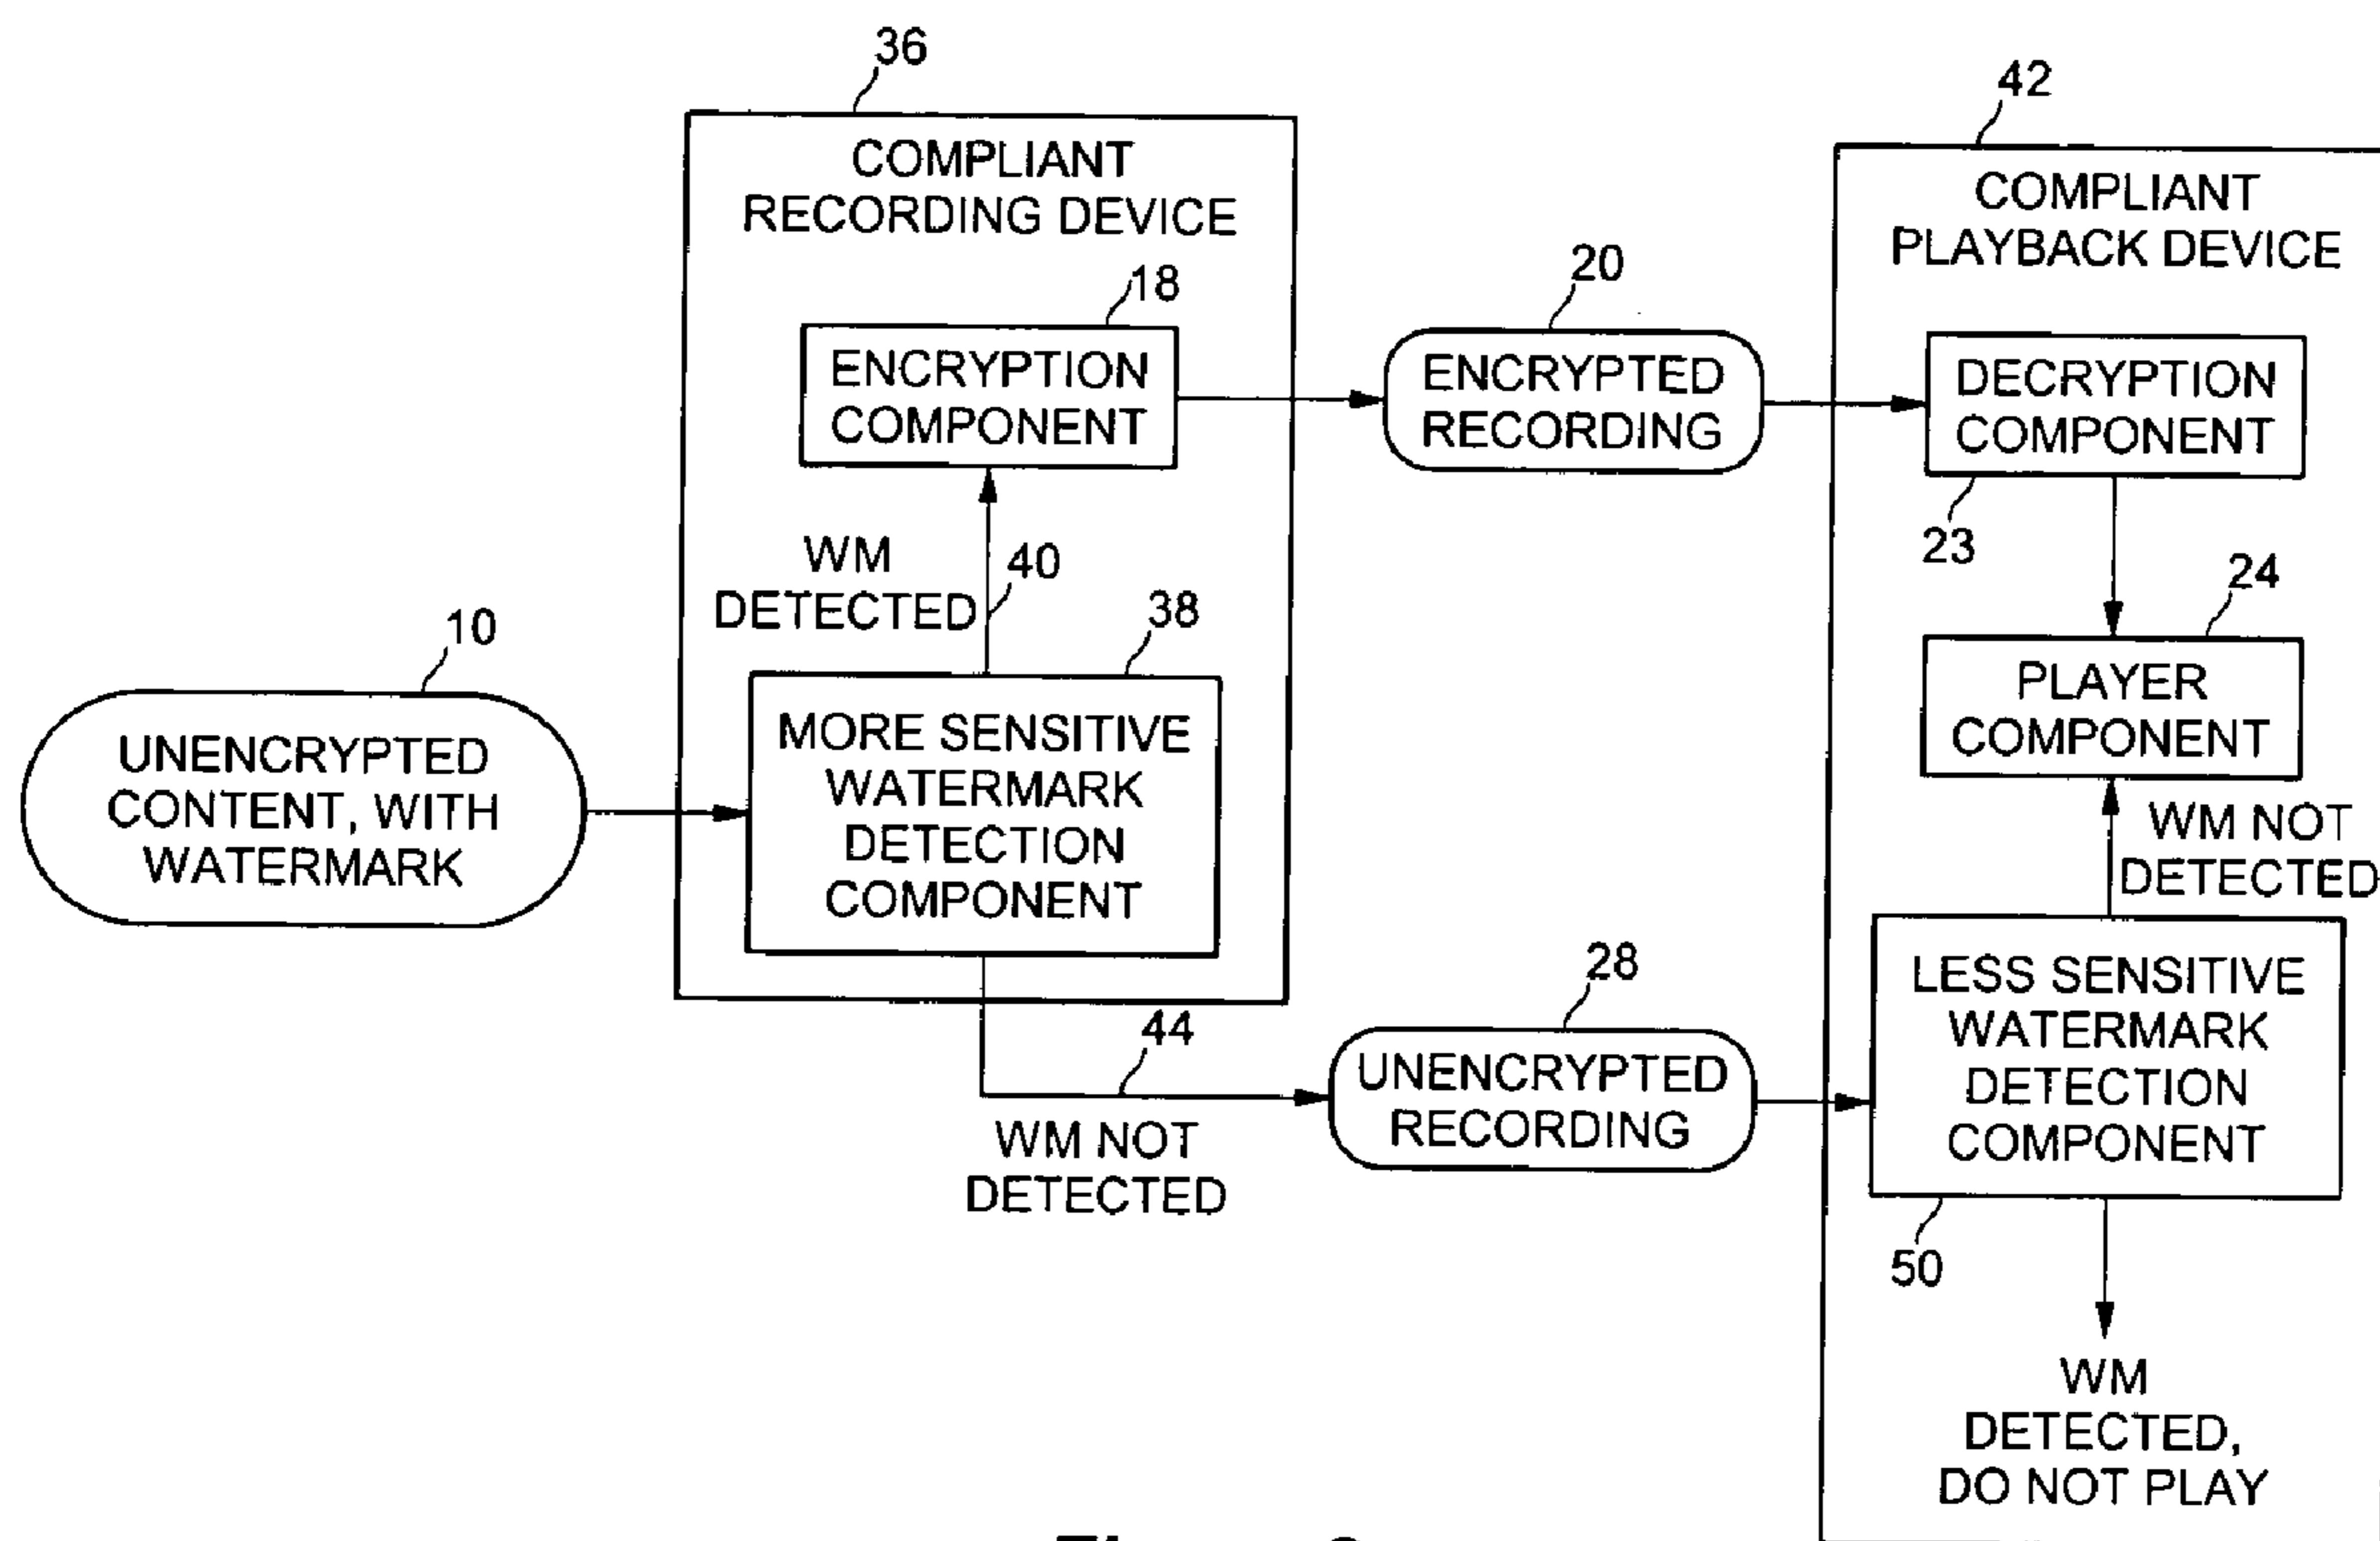 36
COMPLIANT
RECORDING DEVICE
18
ENCRYPTION
COMPONENT
WM
DETECTED
40
38
MORE SENSITIVE
WATERMARK
DETECTION
COMPONENT
10
UNENCRYPTED
CONTENT, WITH
WATERMARK
44
WM NOT
DETECTED
20
ENCRYPTED
RECORDING
28
UNENCRYPTED
RECORDING
42
COMPLIANT
PLAYBACK DEVICE
DECRYPTION
COMPONENT
23
24
PLAYER
COMPONENT
WM NOT
DETECTED
LESS SENSITIVE
WATERMARK
DETECTION
COMPONENT
50
WM
DETECTED,
DO NOT PLAY